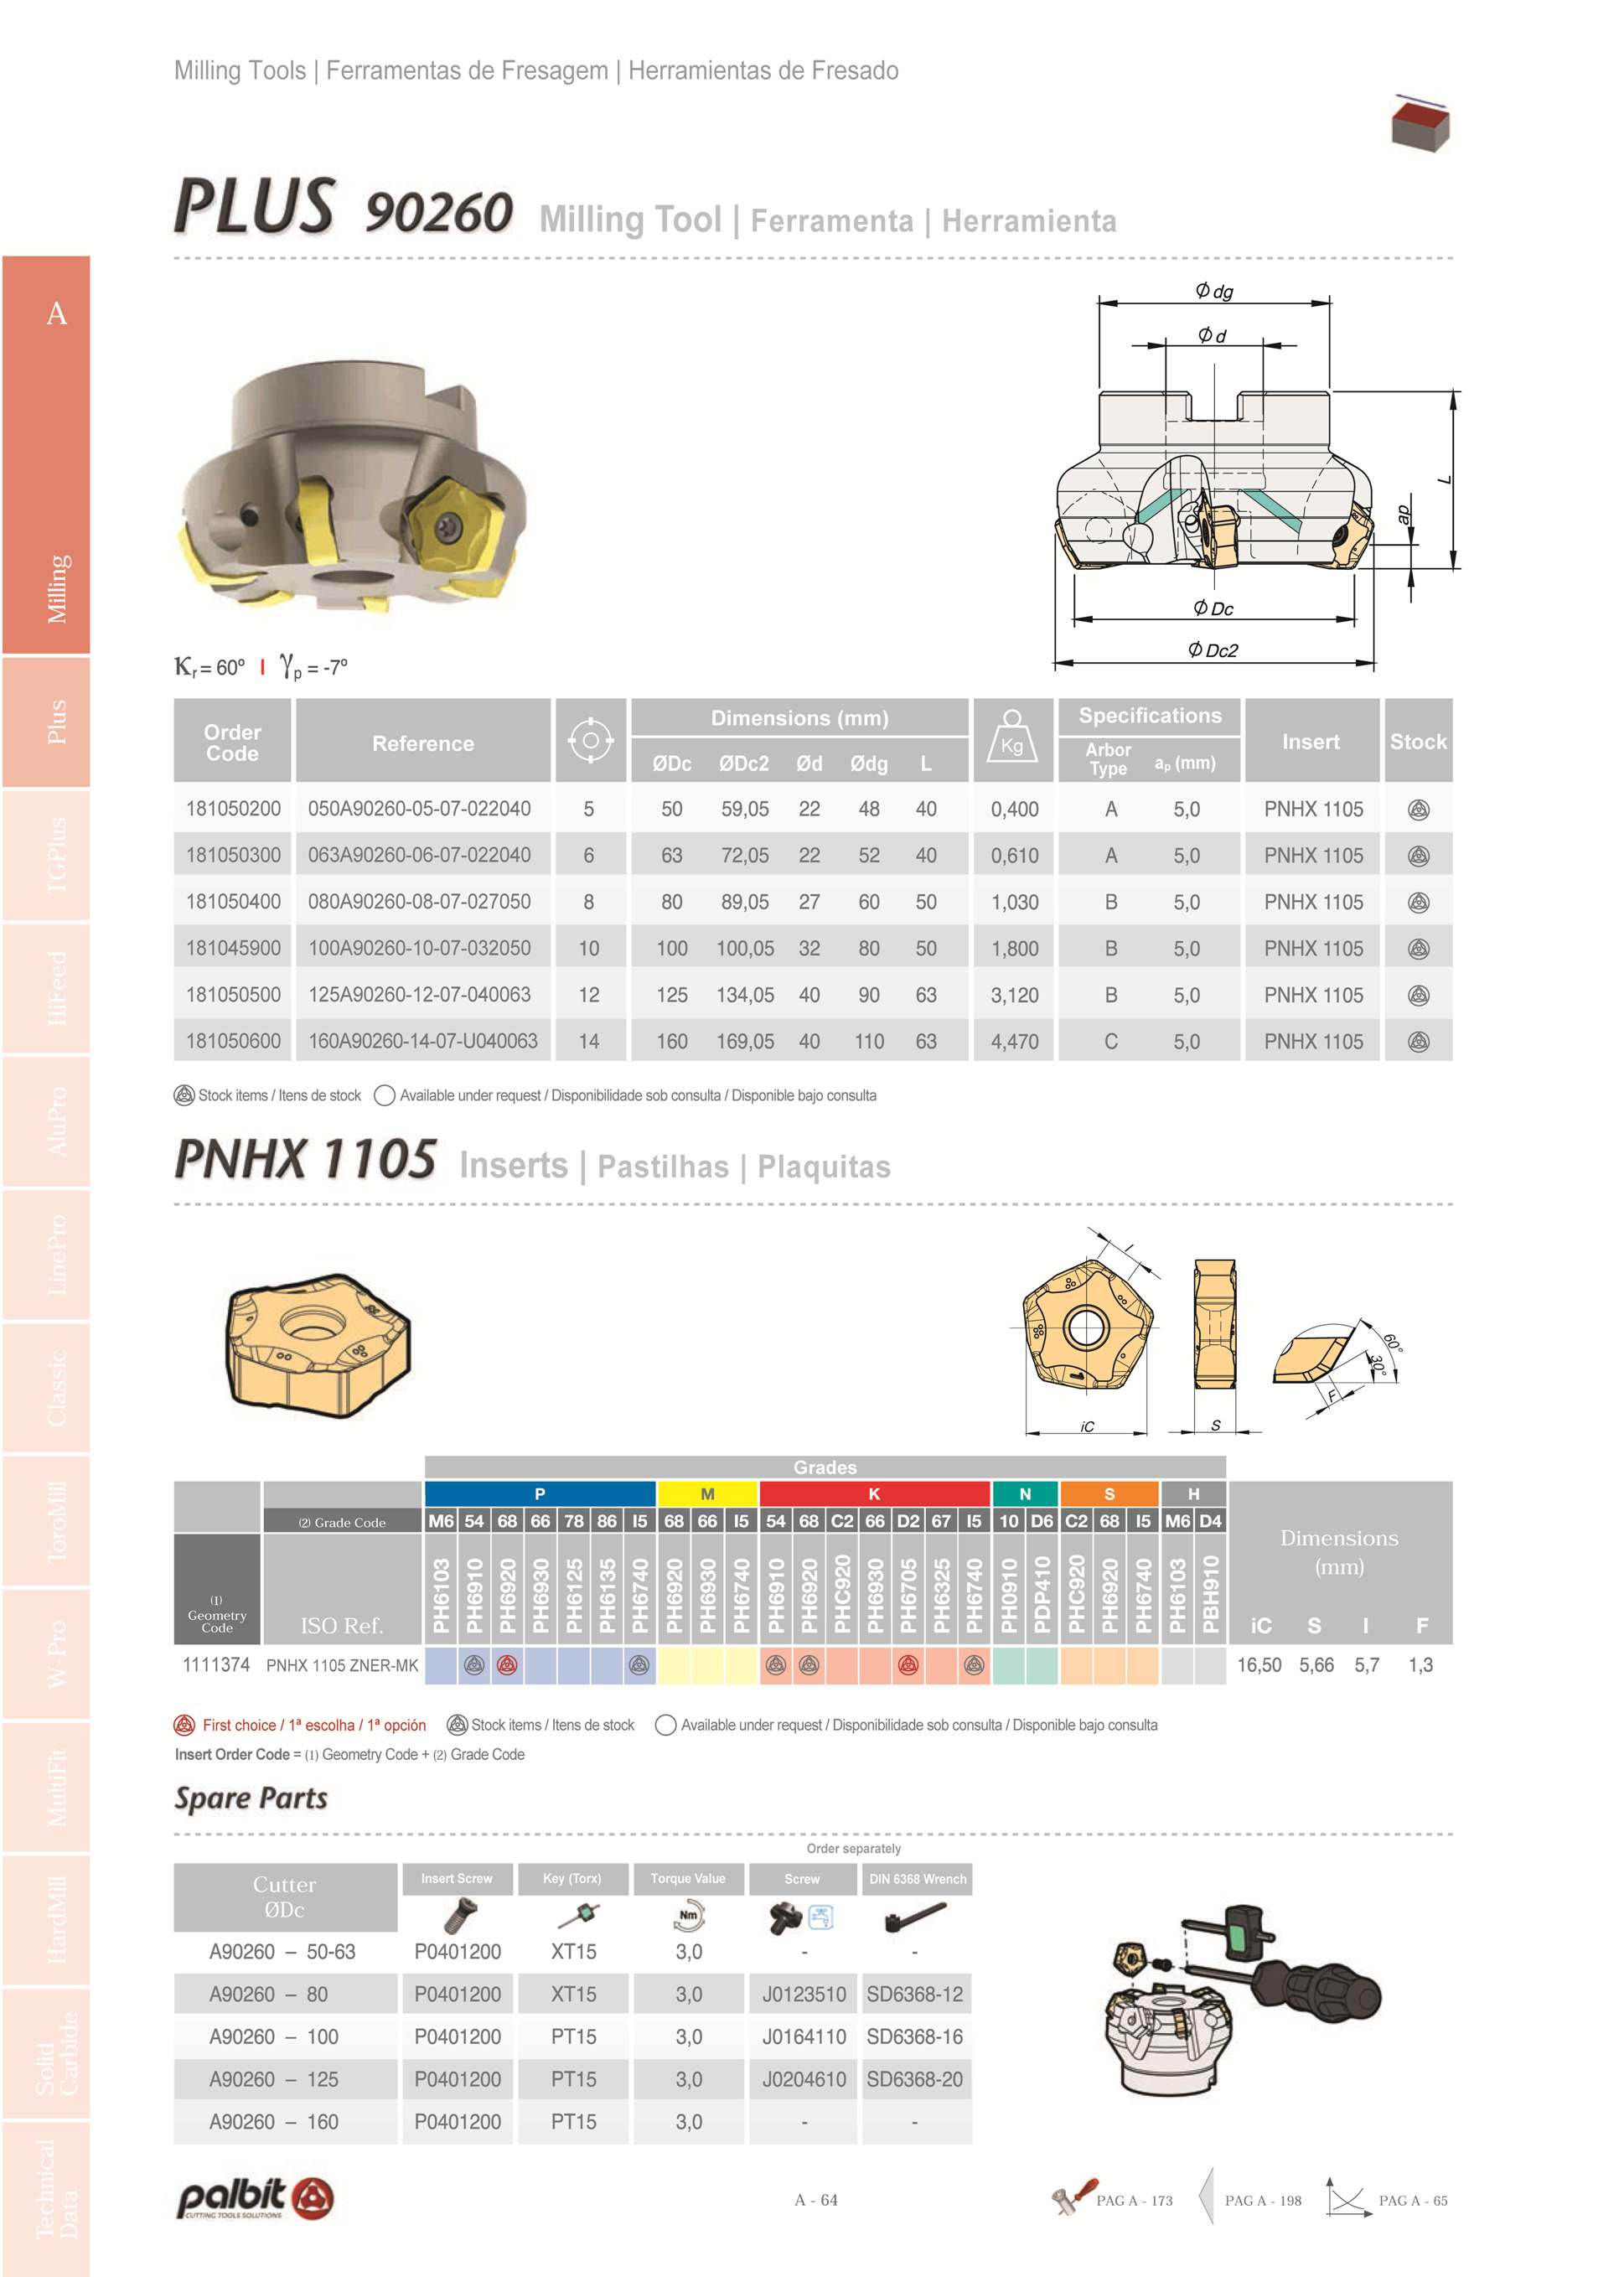 Milling Tools | Ferramentas de Fresagem | Herramientas de Fresado
PLUS 90260 Milling Tool | Ferramenta | Herramienta
A
Milling
Plus
TGPlus
HiFeed
AluPro
LinePro
Classic
ToroMill
W-Pro
MultiFit
HardMill
Solid Carbide
Technical Data
Φ dg
Φ d
L
ap
Φ Dc
Φ Dc2
Κr = 60º | γp = -7º
Order Code Reference Dimensions (mm) Kg Specifications Insert Stock
ØDc ØDc2 Ød Ødg L Arbor Type ap (mm)
181050200 050A90260-05-07-022040 5 50 59,05 22 48 40 0,400 A 5,0 PNHX 1105
181050300 063A90260-06-07-022040 6 63 72,05 22 52 40 0,610 A 5,0 PNHX 1105
181050400 080A90260-08-07-027050 8 80 89,05 27 60 50 1,030 B 5,0 PNHX 1105
181045900 100A90260-10-07-032050 10 100 100,05 32 80 50 1,800 B 5,0 PNHX 1105
181050500 125A90260-12-07-040063 12 125 134,05 40 90 63 3,120 B 5,0 PNHX 1105
181050600 160A90260-14-07-U040063 14 160 169,05 40 110 63 4,470 C 5,0 PNHX 1105
Stock items / Itens de stock Available under request / Disponibilidade sob consulta / Disponible bajo consulta
PNHX 1105 Inserts | Pastilhas | Plaquitas
l
60°
30°
F
iC
S
Grades
P M K N S H
(2) Grade Code M6 54 68 66 78 86 I5 68 66 I5 54 68 C2 66 D2 67 I5 10 D6 C2 68 I5 M6 D4
Dimensions (mm)
(1) Geometry Code ISO Ref. PH6103 PH6910 PH6920 PH6930 PH6125 PH6135 PH6740 PH6920 PH6930 PH6740 PH6910 PH6920 PHC920 PH6930 PH6705 PH6325 PH6740 PH0910 PDP410 PHC920 PH6920 PH6740 PH6103 PBH910 iC S l F
1111374 PNHX 1105 ZNER-MK 16,50 5,66 5,7 1,3
First choice / 1ª escolha / 1ª opción Stock items / Itens de stock Available under request / Disponibilidade sob consulta / Disponible bajo consulta
Insert Order Code = (1) Geometry Code + (2) Grade Code
Spare Parts
Order separately
Cutter ØDc Insert Screw Key (Torx) Torque Value Screw DIN 6368 Wrench
Nm
A90260 – 50-63 P0401200 XT15 3,0 - -
A90260 – 80 P0401200 XT15 3,0 J0123510 SD6368-12
A90260 – 100 P0401200 PT15 3,0 J0164110 SD6368-16
A90260 – 125 P0401200 PT15 3,0 J0204610 SD6368-20
A90260 – 160 P0401200 PT15 3,0 - -
palbit
CUTTING TOOLS SOLUTIONS
A - 64
PAG A - 173
PAG A - 198
PAG A - 65